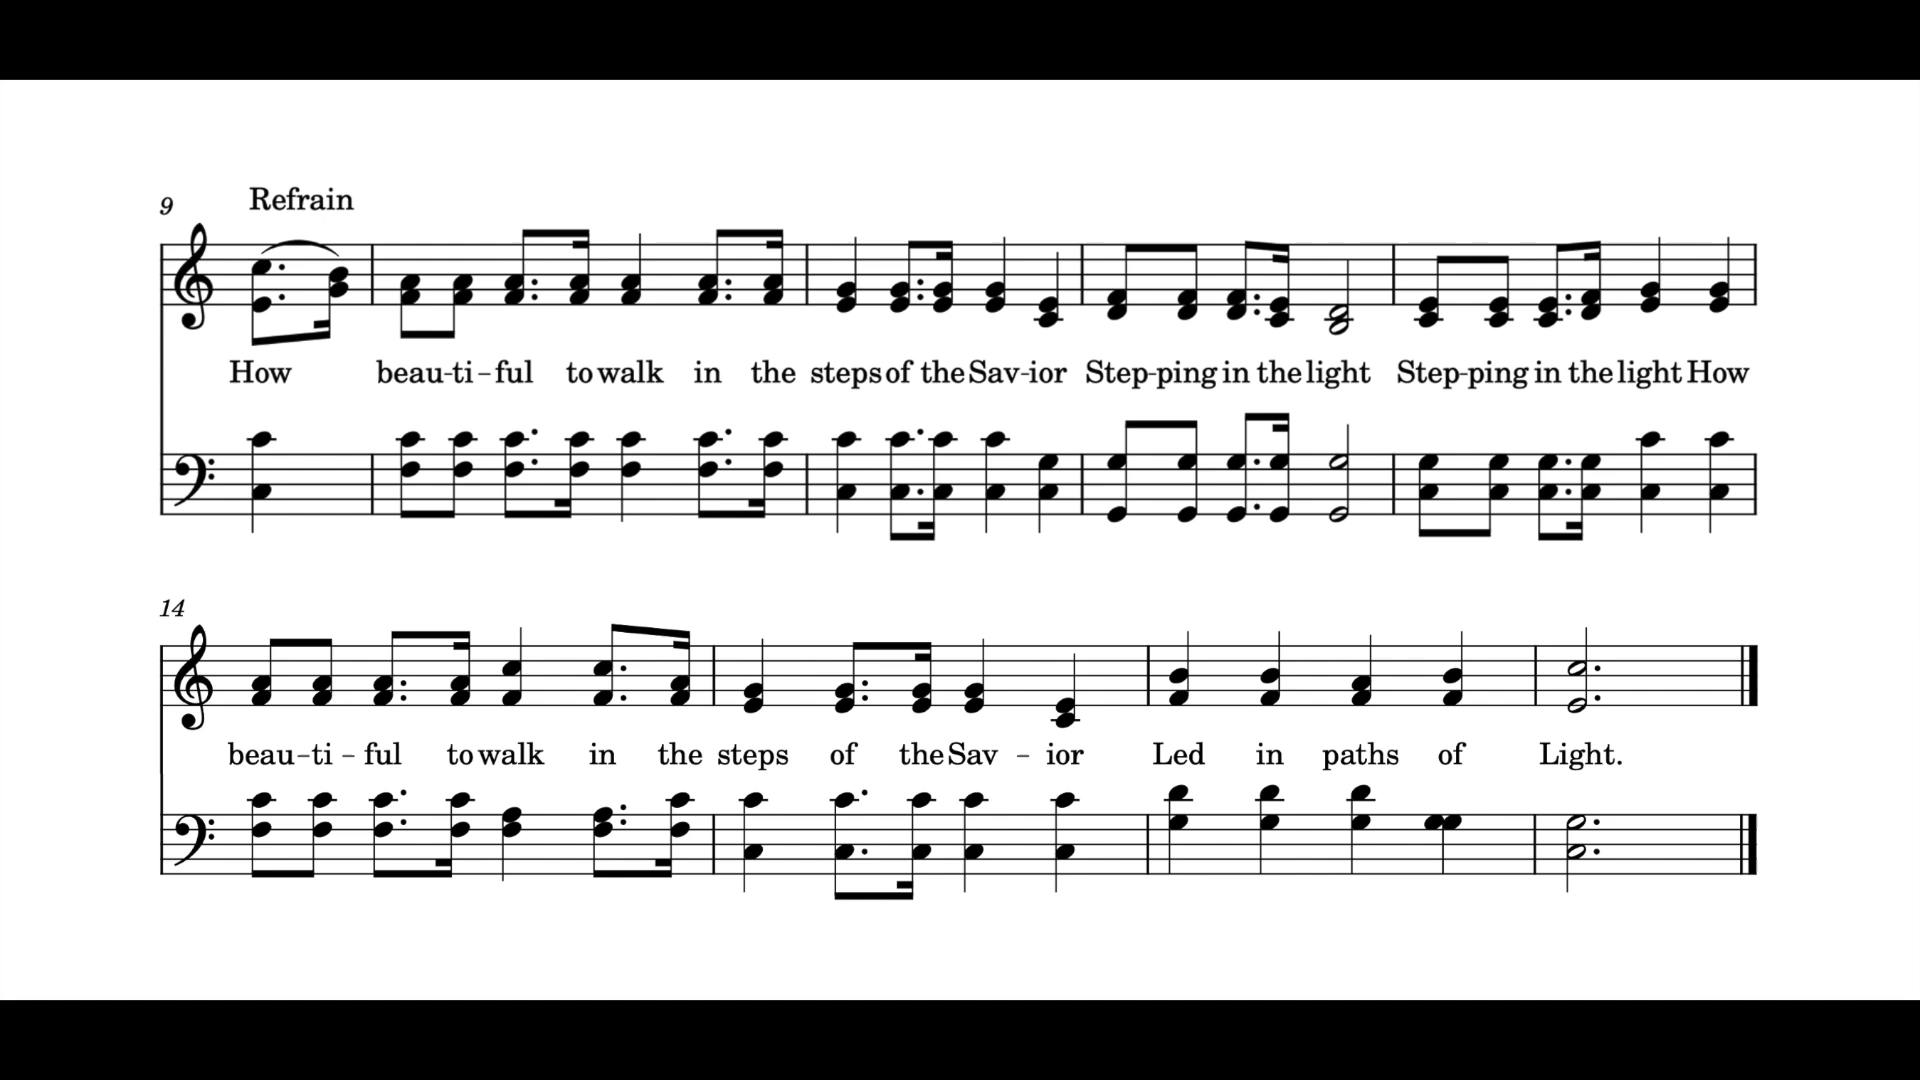 9 Refrain
How beau-ti-ful to walk in the steps of the Sav-ior Step-ping in the light Step-ping in the light How
14
beau-ti-ful to walk in the steps of the Sav-ior Led in paths of Light.